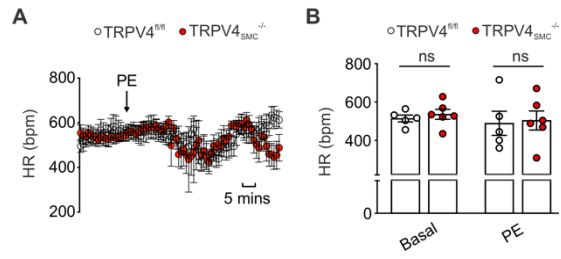 A
○TRPV4fl/fl ●TRPV4SMC-/-
HR (bpm)
800
600
400
200
PE
5 mins
B
○TRPV4fl/fl ●TRPV4SMC-/-
HR (bpm)
800
600
400
0
ns
ns
Basal
PE